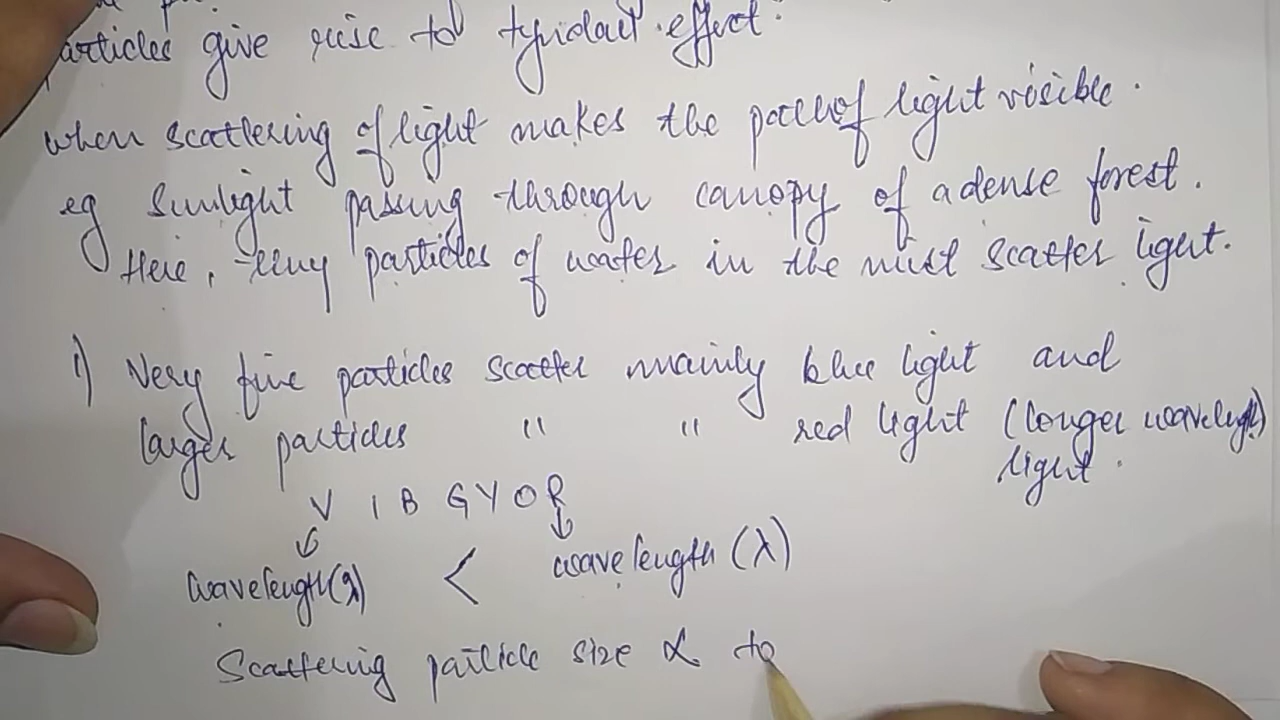 particles give rise to tyndall effect.
when scattering of light makes the path of light visible.
eg Sunlight passing through canopy of a dense forest.
Here, tiny particles of water in the mist scatter light.
1) Very fine particles scatter mainly blue light and
larger particles " " red light (longer wavelength)
light.
V I B G Y O R
wavelength(λ) < wavelength (λ)
Scattering particle size ∝ to